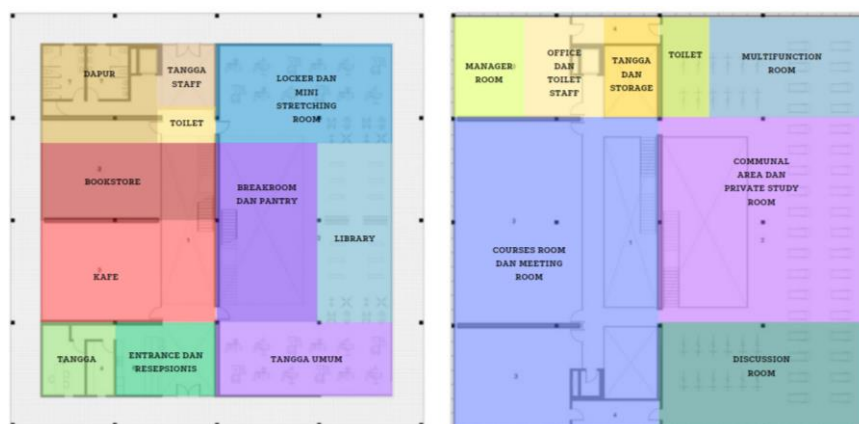 DAPUR
TANGGA
STAFF
LOCKER DAN
MINI
STRETCHING
ROOM
TOILET
BOOKSTORE
BREAKROOM
DAN PANTRY
LIBRARY
KAFE
TANGGA
ENTRANCE DAN
RESEPSIONIS
TANGGA UMUM
MANAGER
ROOM
OFFICE
DAN
TOILET
STAFF
TANGGA
DAN
STORAGE
TOILET
MULTIFUNCTION
ROOM
COMMUNAL
AREA DAN
PRIVATE STUDY
ROOM
COURSES ROOM
DAN MEETING
ROOM
DISCUSSION
ROOM